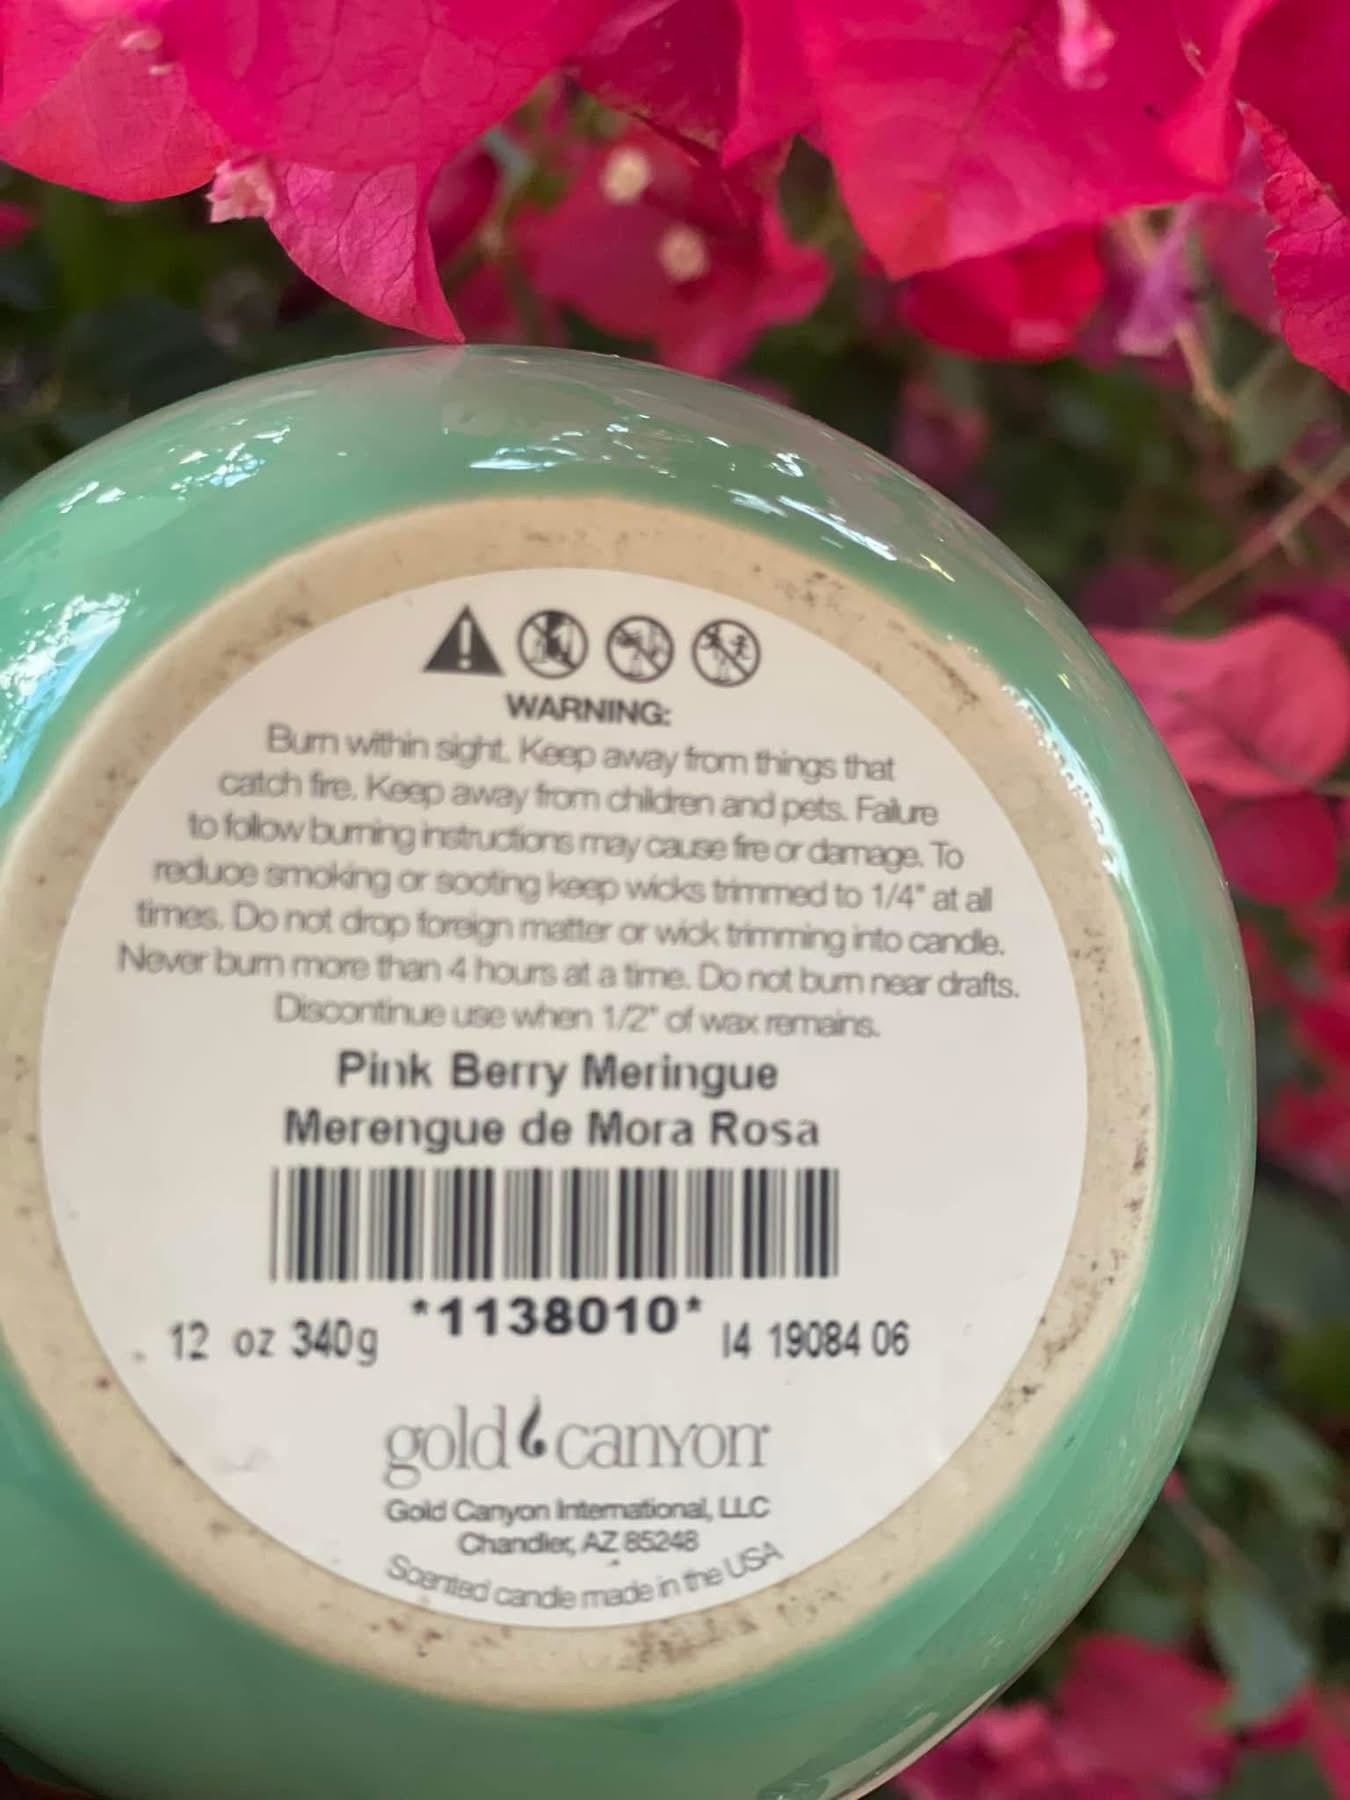 WARNING:
Burn within sight. Keep away from things that
catch fire. Keep away from children and pets. Failure
to follow burning instructions may cause fire or damage. To
reduce smoking or sooting keep wicks trimmed to 1/4" at all
times. Do not drop foreign matter or wick trimming into candle.
Never burn more than 4 hours at a time. Do not burn near drafts.
Discontinue use when 1/2" of wax remains.
Pink Berry Meringue
Merengue de Mora Rosa
*1138010*
12 oz 340g
14 19084 06
gold canyon
Gold Canyon International, LLC
Chandler, AZ 85248
Scented candle made in the USA